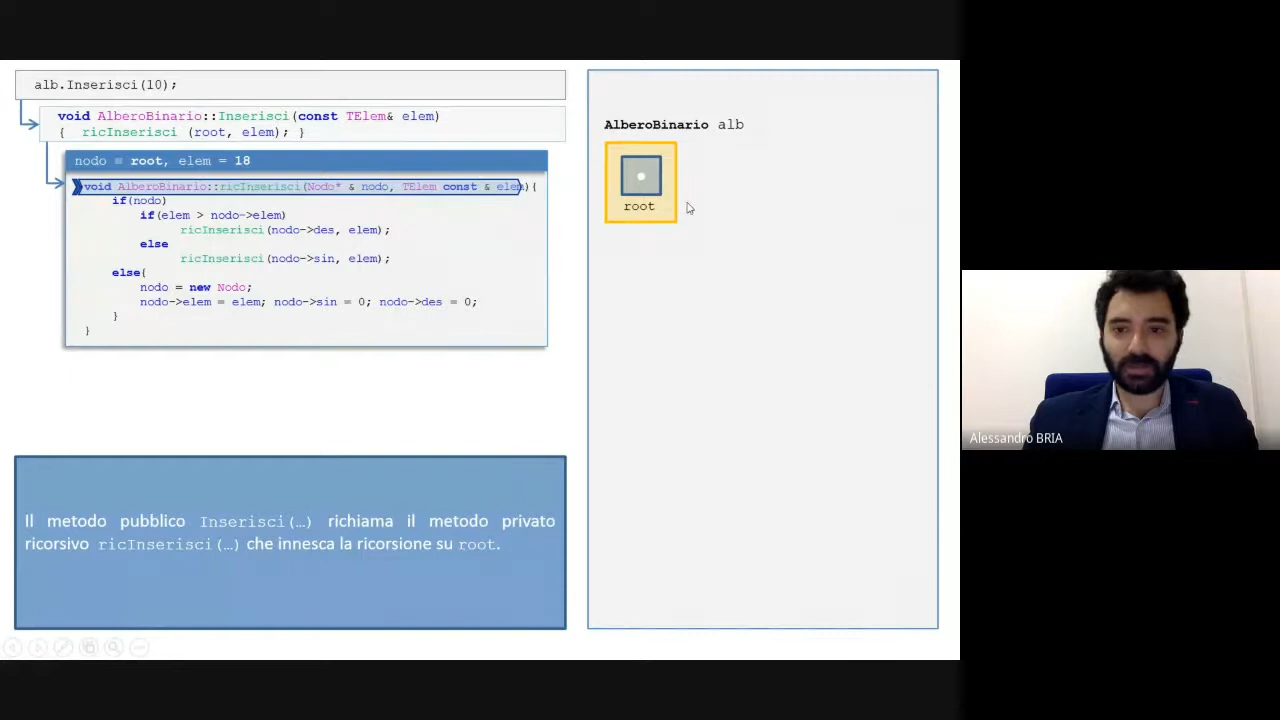 alb.Inserisci(10);
void AlberoBinario::Inserisci(const TElem& elem)
{ ricInserisci (root, elem); }
nodo = root, elem = 18
void AlberoBinario::ricInserisci(Nodo* & nodo, TElem const & elem){
if(nodo)
if(elem > nodo->elem)
ricInserisci(nodo->des, elem);
else
ricInserisci(nodo->sin, elem);
else{
nodo = new Nodo;
nodo->elem = elem; nodo->sin = 0; nodo->des = 0;
}
}
Il metodo pubblico Inserisci(…) richiama il metodo privato
ricorsivo ricInserisci(…) che innesca la ricorsione su root.
AlberoBinario alb
root
Alessandro BRIA